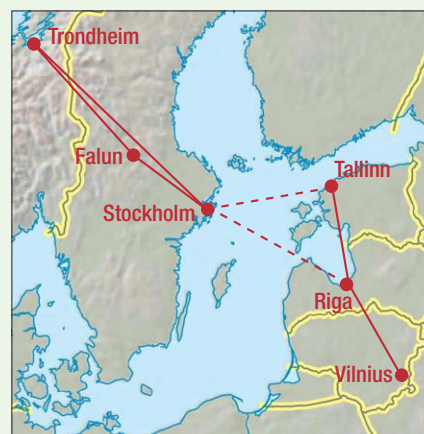 Trondheim
Falun
Tallinn
Stockholm
Riga
Vilnius